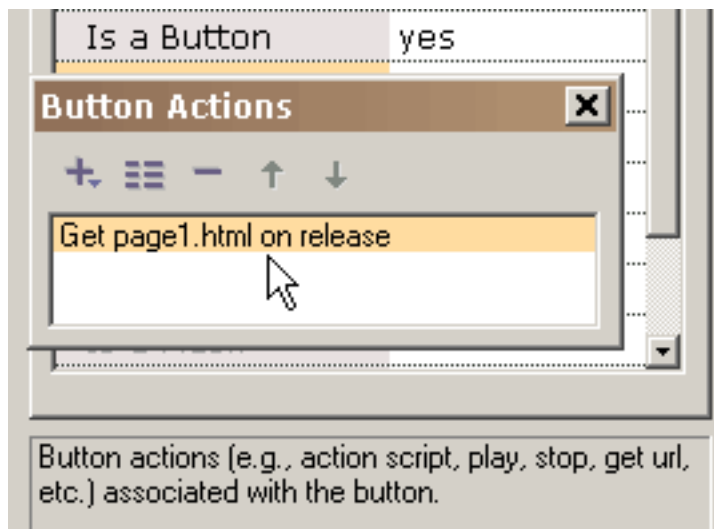 Is a Button yes
Button Actions
Get page1.html on release
Button actions (e.g., action script, play, stop, get url,
etc.) associated with the button.